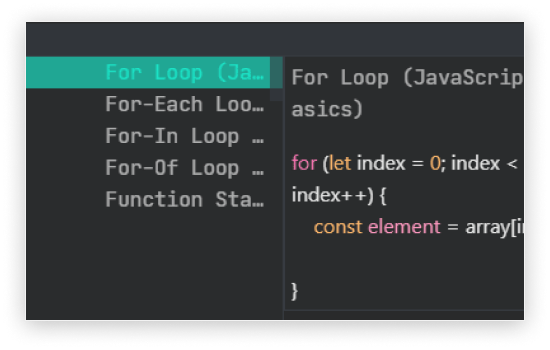 For Loop (Ja…
For-Each Loo…
For-In Loop …
For-Of Loop …
Function Sta…
For Loop (JavaScrip
asics)
for (let index = 0; index <
index++) {
const element = array[in
}